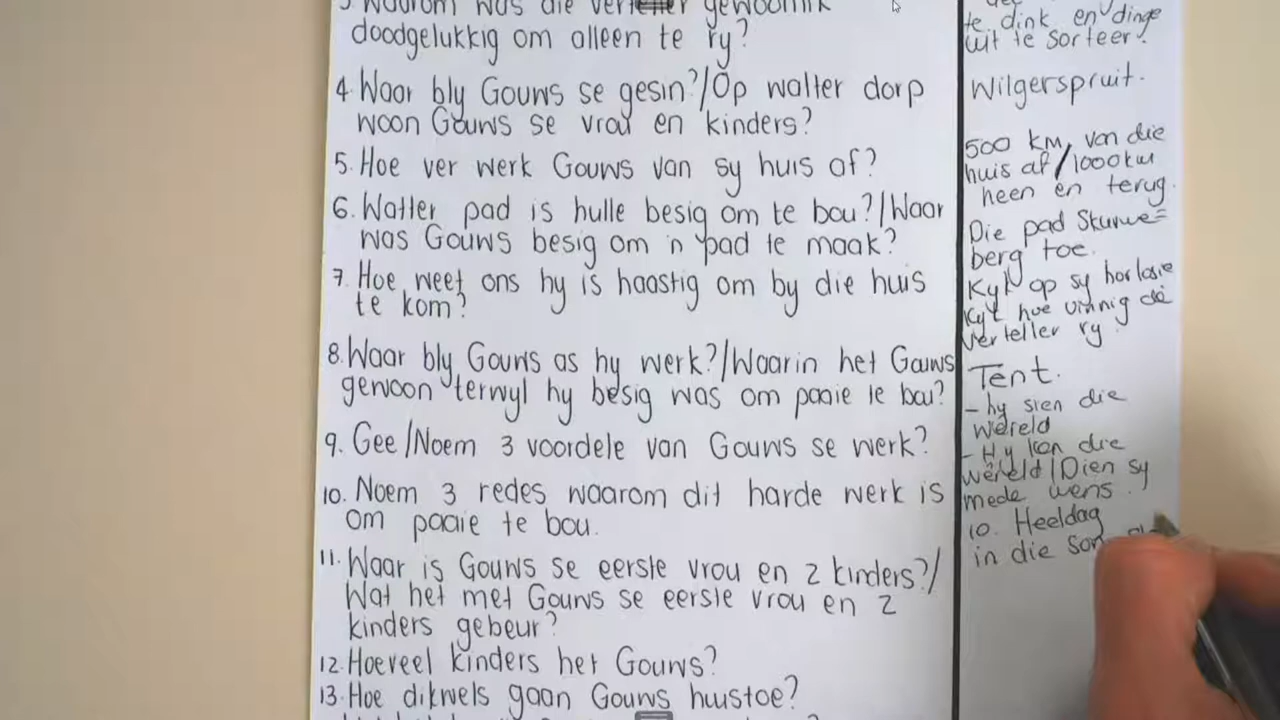 3 Waarom was die verteller gewoonlik
doodgelukkig om alleen te ry?
4. Waar bly Gouws se gesin?/Op watter dorp
woon Gouws se vrou en kinders?
5. Hoe ver werk Gouws van sy huis af?
6. Watter pad is hulle besig om te bou?/Waar
was Gouws besig om 'n pad te maak?
7. Hoe weet ons hy is haastig om by die huis
te kom?
8. Waar bly Gouws as hy werk?/Waarin het Gouws
gewoon terwyl hy besig was om paaie te bou?
9. Gee/Noem 3 voordele van Gouws se werk?
10. Noem 3 redes waarom dit harde werk is
om paaie te bou.
11. Waar is Gouws se eerste vrou en 2 kinders?/
Wat het met Gouws se eerste vrou en 2
kinders gebeur?
12. Hoeveel kinders het Gouws?
13. Hoe dikwels gaan Gouws huistoe?
te dink en dinge
uit te sorteer.
Wilgerspruit.
500 km van die
huis af/1000km
heen en terug.
Die pad Skurwe=
berg toe.
Kyk op sy horlosie
Kyk hoe vinnig die
verteller ry.
Tent.
- hy sien die
wêreld
- Hy ken die
wêreld/Dien sy
mede wens.
10. Heeldag
in die son